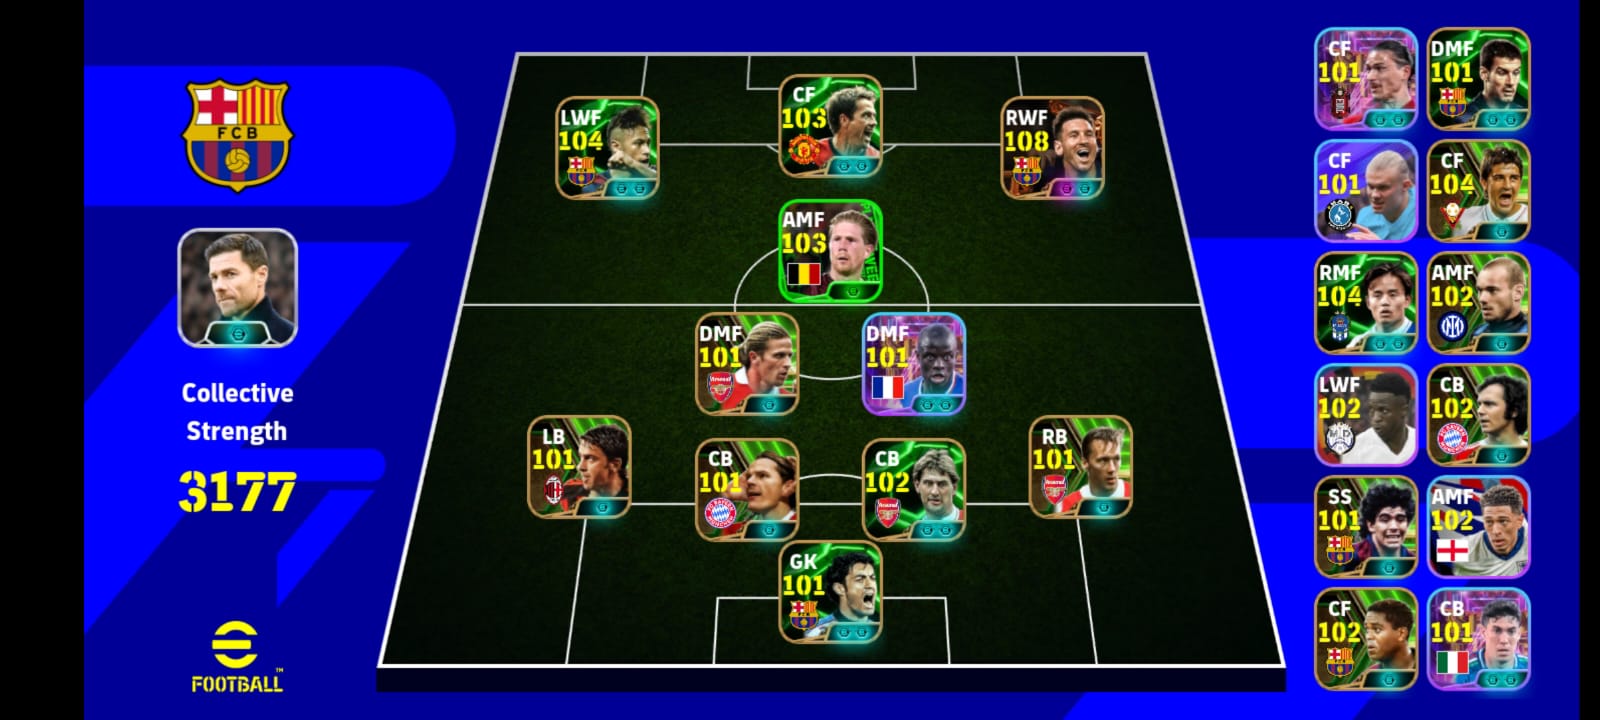 FCB
Collective
Strength
3177
FOOTBALL™
LWF
104
CF
103
RWF
108
AMF
103
DMF
101
DMF
101
LB
101
CB
101
CB
102
RB
101
GK
101
CF
101
DMF
101
CF
101
CF
104
RMF
104
AMF
102
LWF
102
CB
102
SS
101
AMF
102
CF
102
CB
101